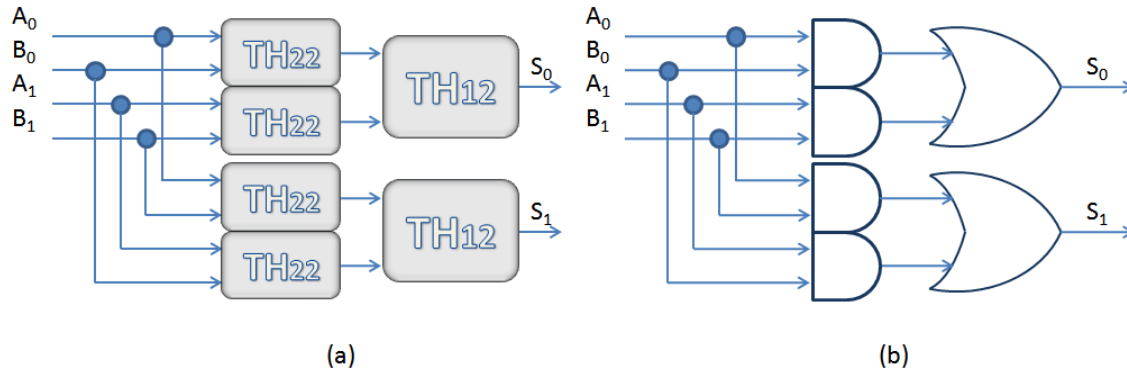 A₀
B₀
A₁
B₁
TH₂₂
TH₂₂
TH₁₂
S₀
TH₂₂
TH₂₂
TH₁₂
S₁
(a)
A₀
B₀
A₁
B₁
S₀
S₁
(b)